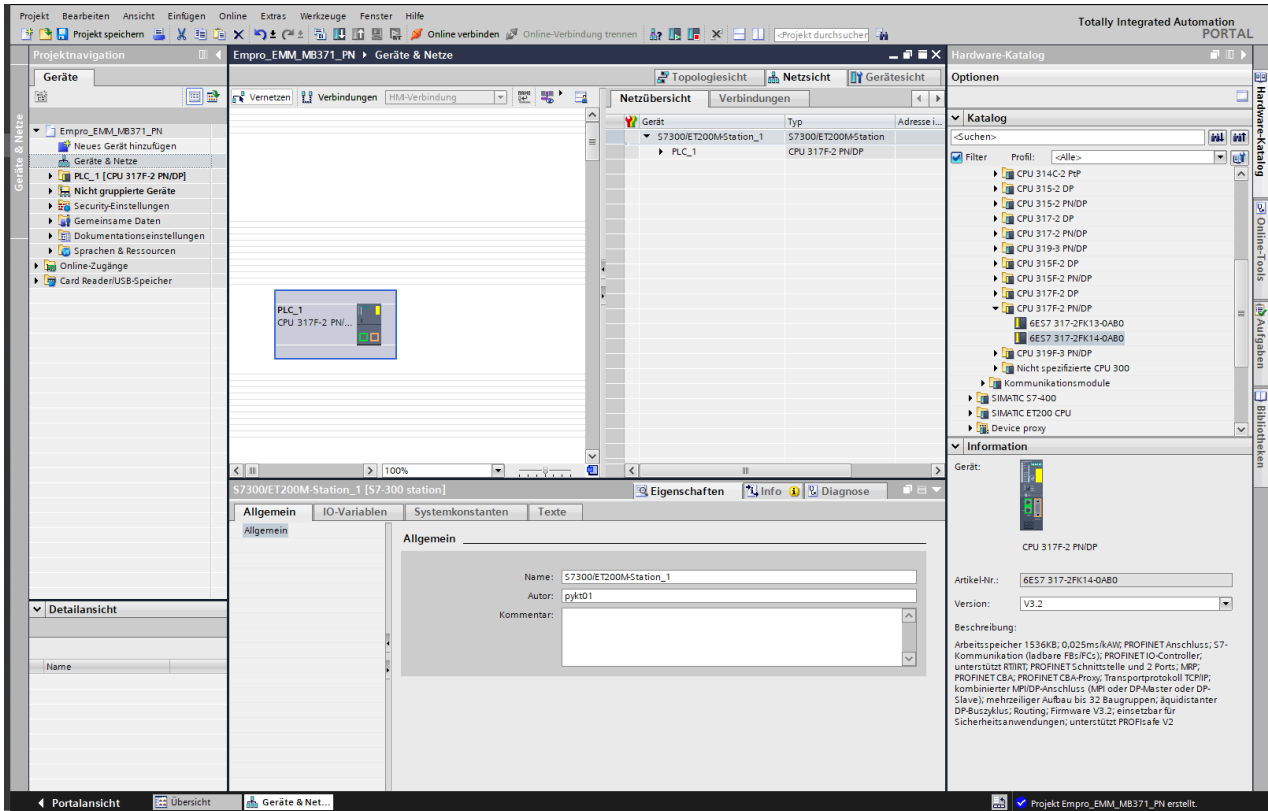 Projekt Bearbeiten Ansicht Einfügen Online Extras Werkzeuge Fenster Hilfe
Totally Integrated Automation
PORTAL
Projekt speichern
Online verbinden
Online-Verbindung trennen
<Projekt durchsuchen
Projektnavigation
Geräte
Geräte & Netze
Empro_EMM_MB371_PN
Neues Gerät hinzufügen
Geräte & Netze
PLC_1 [CPU 317F-2 PN/DP]
Nicht gruppierte Geräte
Security-Einstellungen
Gemeinsame Daten
Dokumentationseinstellungen
Sprachen & Ressourcen
Online-Zugänge
Card Reader/USB-Speicher
Detailansicht
Name
Empro_EMM_MB371_PN Geräte & Netze
Topologiesicht
Netzsicht
Gerätesicht
Vernetzen
Verbindungen
HMI-Verbindung
PLC_1
CPU 317F-2 PN/...
100%
Netzübersicht
Verbindungen
Gerät Typ Adresse i...
S7300/ET200M-Station_1 S7300/ET200M-Station
PLC_1 CPU 317F-2 PN/DP
S7300/ET200M-Station_1 [S7-300 station]
Eigenschaften
Info
Diagnose
Allgemein
IO-Variablen
Systemkonstanten
Texte
Allgemein
Allgemein
Name: S7300/ET200M-Station_1
Autor: pykt01
Kommentar:
Hardware-Katalog
Optionen
Katalog
<Suchen>
Filter Profil: <Alle>
CPU 314C-2 PtP
CPU 315-2 DP
CPU 315-2 PN/DP
CPU 317-2 DP
CPU 317-2 PN/DP
CPU 319-3 PN/DP
CPU 315F-2 DP
CPU 315F-2 PN/DP
CPU 317F-2 DP
CPU 317F-2 PN/DP
6ES7 317-2FK13-0AB0
6ES7 317-2FK14-0AB0
CPU 319F-3 PN/DP
Nicht spezifizierte CPU 300
Kommunikationsmodule
SIMATIC S7-400
SIMATIC ET200 CPU
Device proxy
Information
Gerät:
CPU 317F-2 PN/DP
Artikel-Nr.: 6ES7 317-2FK14-0AB0
Version: V3.2
Beschreibung:
Arbeitsspeicher 1536KB; 0,025ms/kAW; PROFINET Anschluss; S7-
Kommunikation (ladbare FBs/FCs); PROFINET IO-Controller;
unterstützt RT/IRT; PROFINET Schnittstelle und 2 Ports; MRP;
PROFINET CBA; PROFINET CBA-Proxy; Transportprotokoll TCP/IP;
kombinierter MPI/DP-Anschluss (MPI oder DP-Master oder DP-
Slave); mehrzeiliger Aufbau bis 32 Baugruppen; äquidistanter
DP-Buszyklus; Routing; Firmware V3.2; einsetzbar für
Sicherheitsanwendungen; unterstützt PROFIsafe V2
Hardware-Katalog
Online-Tools
Aufgaben
Bibliotheken
Portalansicht
Übersicht
Geräte & Net...
Projekt Empro_EMM_MB371_PN erstellt.